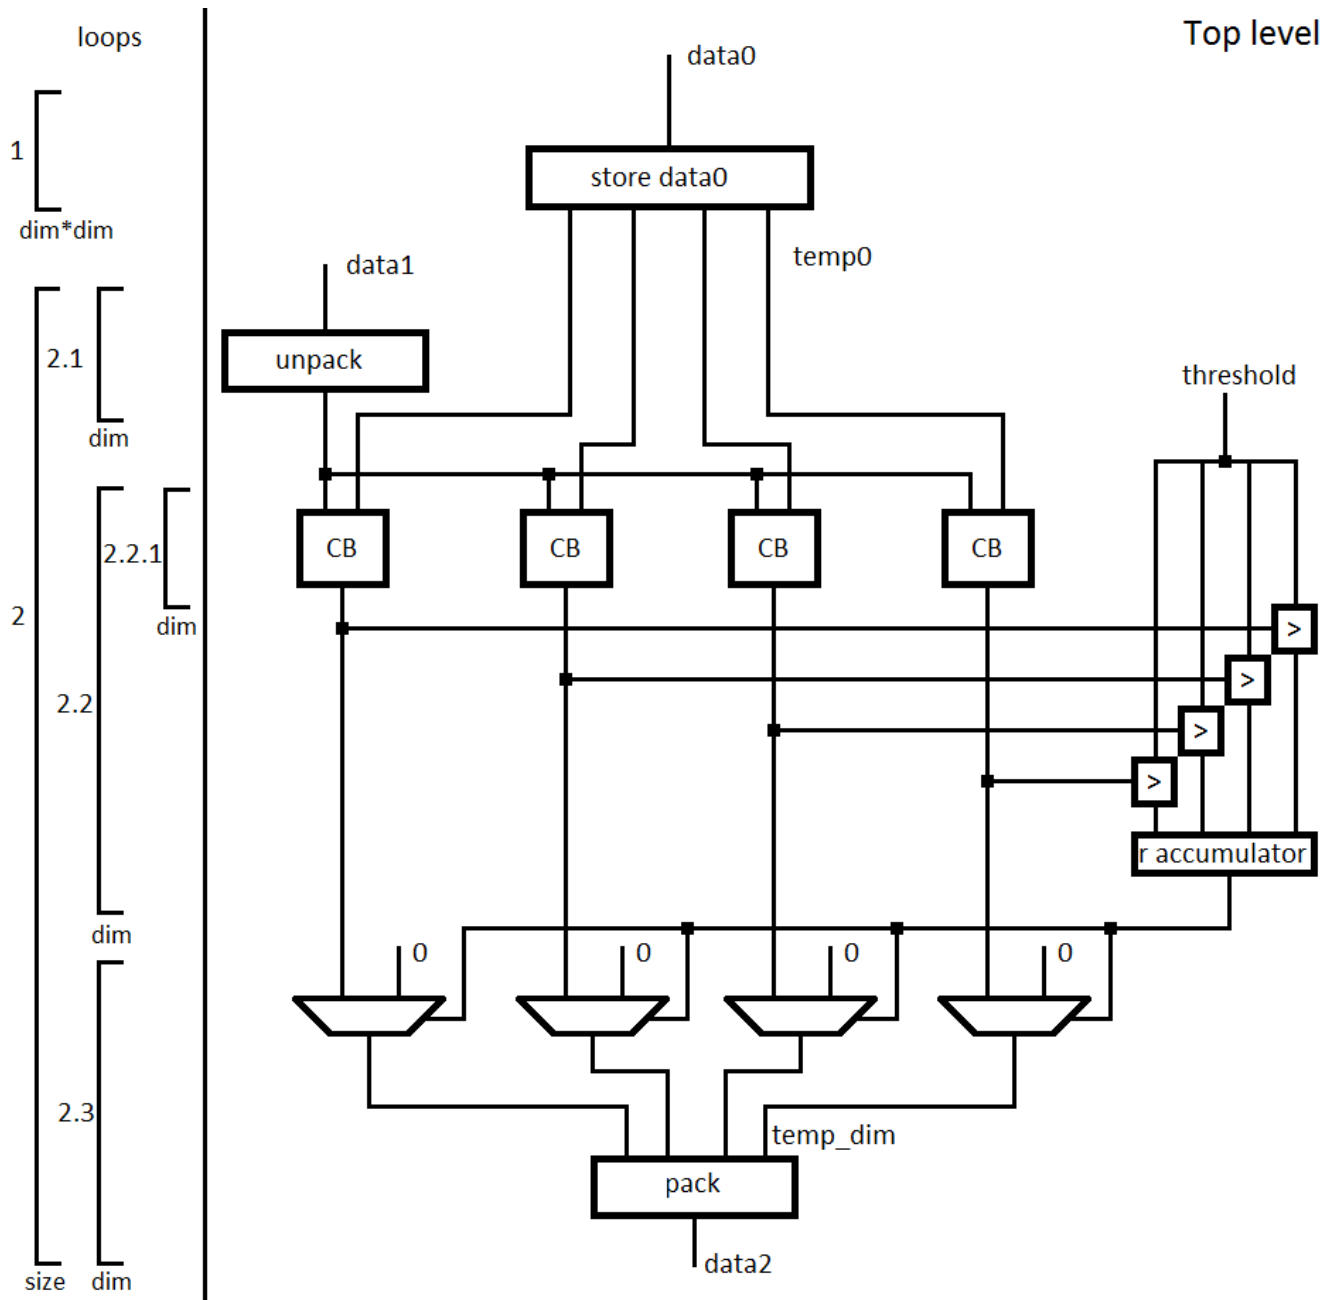 loops
Top level
data0
1
store data0
dim*dim
temp0
data1
2.1
unpack
threshold
dim
2.2.1
CB
CB
CB
CB
2
dim
>
>
2.2
>
>
r accumulator
dim
0
0
0
0
2.3
temp_dim
pack
data2
size
dim